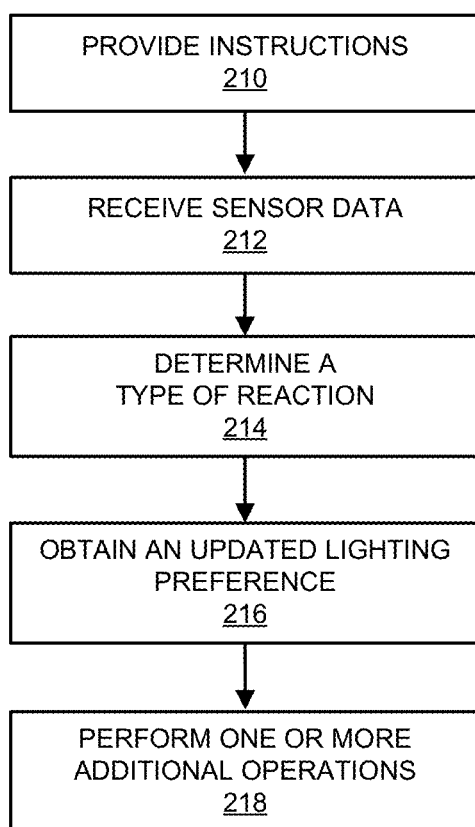 PROVIDE INSTRUCTIONS
210
RECEIVE SENSOR DATA
212
DETERMINE A
TYPE OF REACTION
214
OBTAIN AN UPDATED LIGHTING
PREFERENCE
216
PERFORM ONE OR MORE
ADDITIONAL OPERATIONS
218